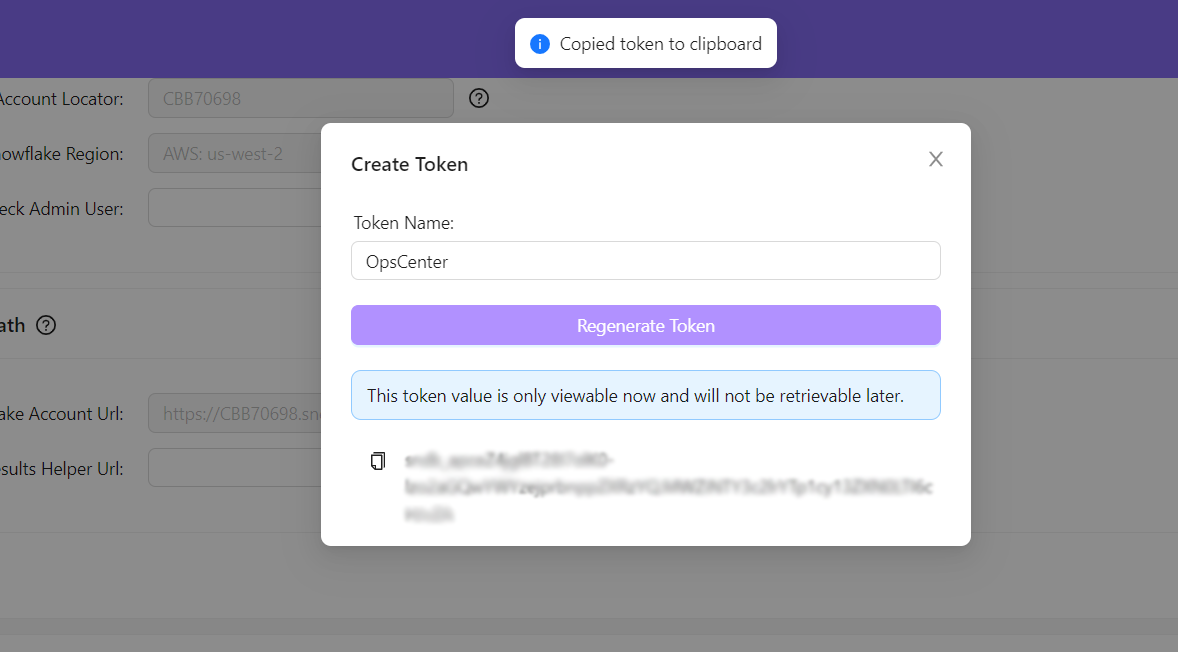 Copied token to clipboard
Account Locator: CBB70698
owflake Region: AWS: us-west-2
Create Token
eck Admin User:
Token Name:
OpsCenter
ath
Regenerate Token
This token value is only viewable now and will not be retrievable later.
ake Account Url: https://CBB70698.sn
sults Helper Url: